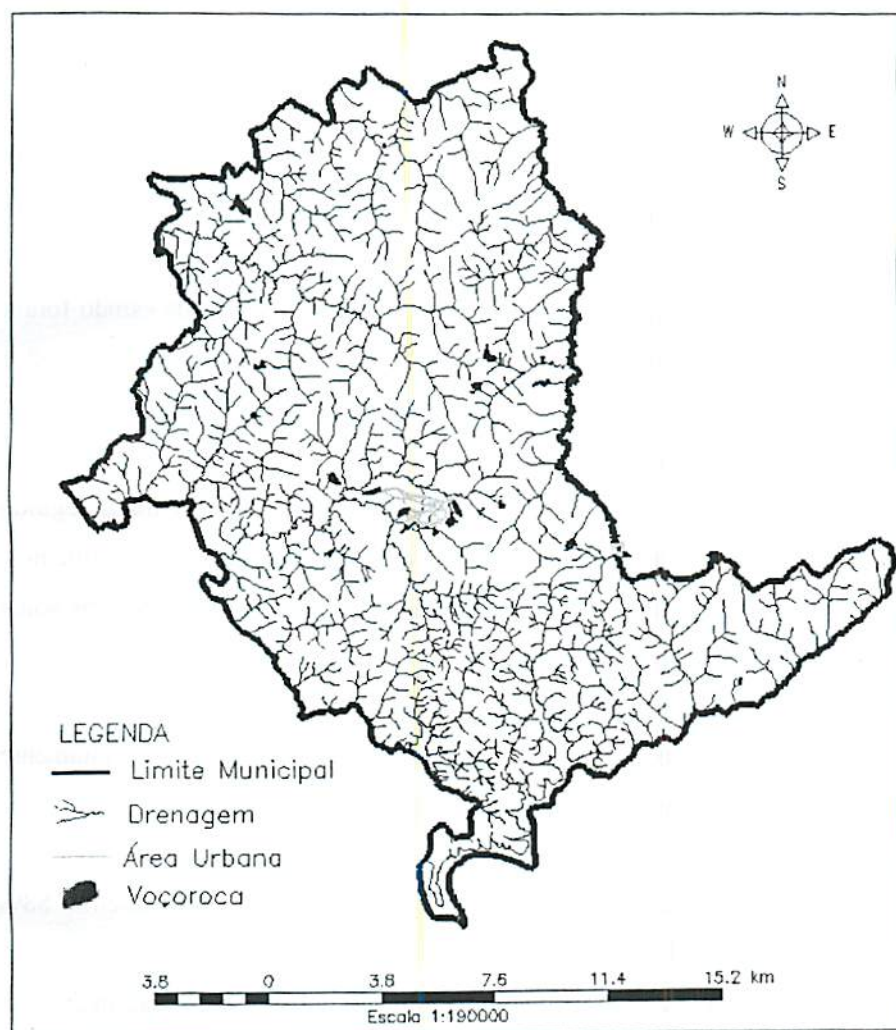 N
W E
S
LEGENDA
Limite Municipal
Drenagem
Área Urbana
Voçoroca
3.8 0 3.8 7.6 11.4 15.2 km
Escala 1:190000